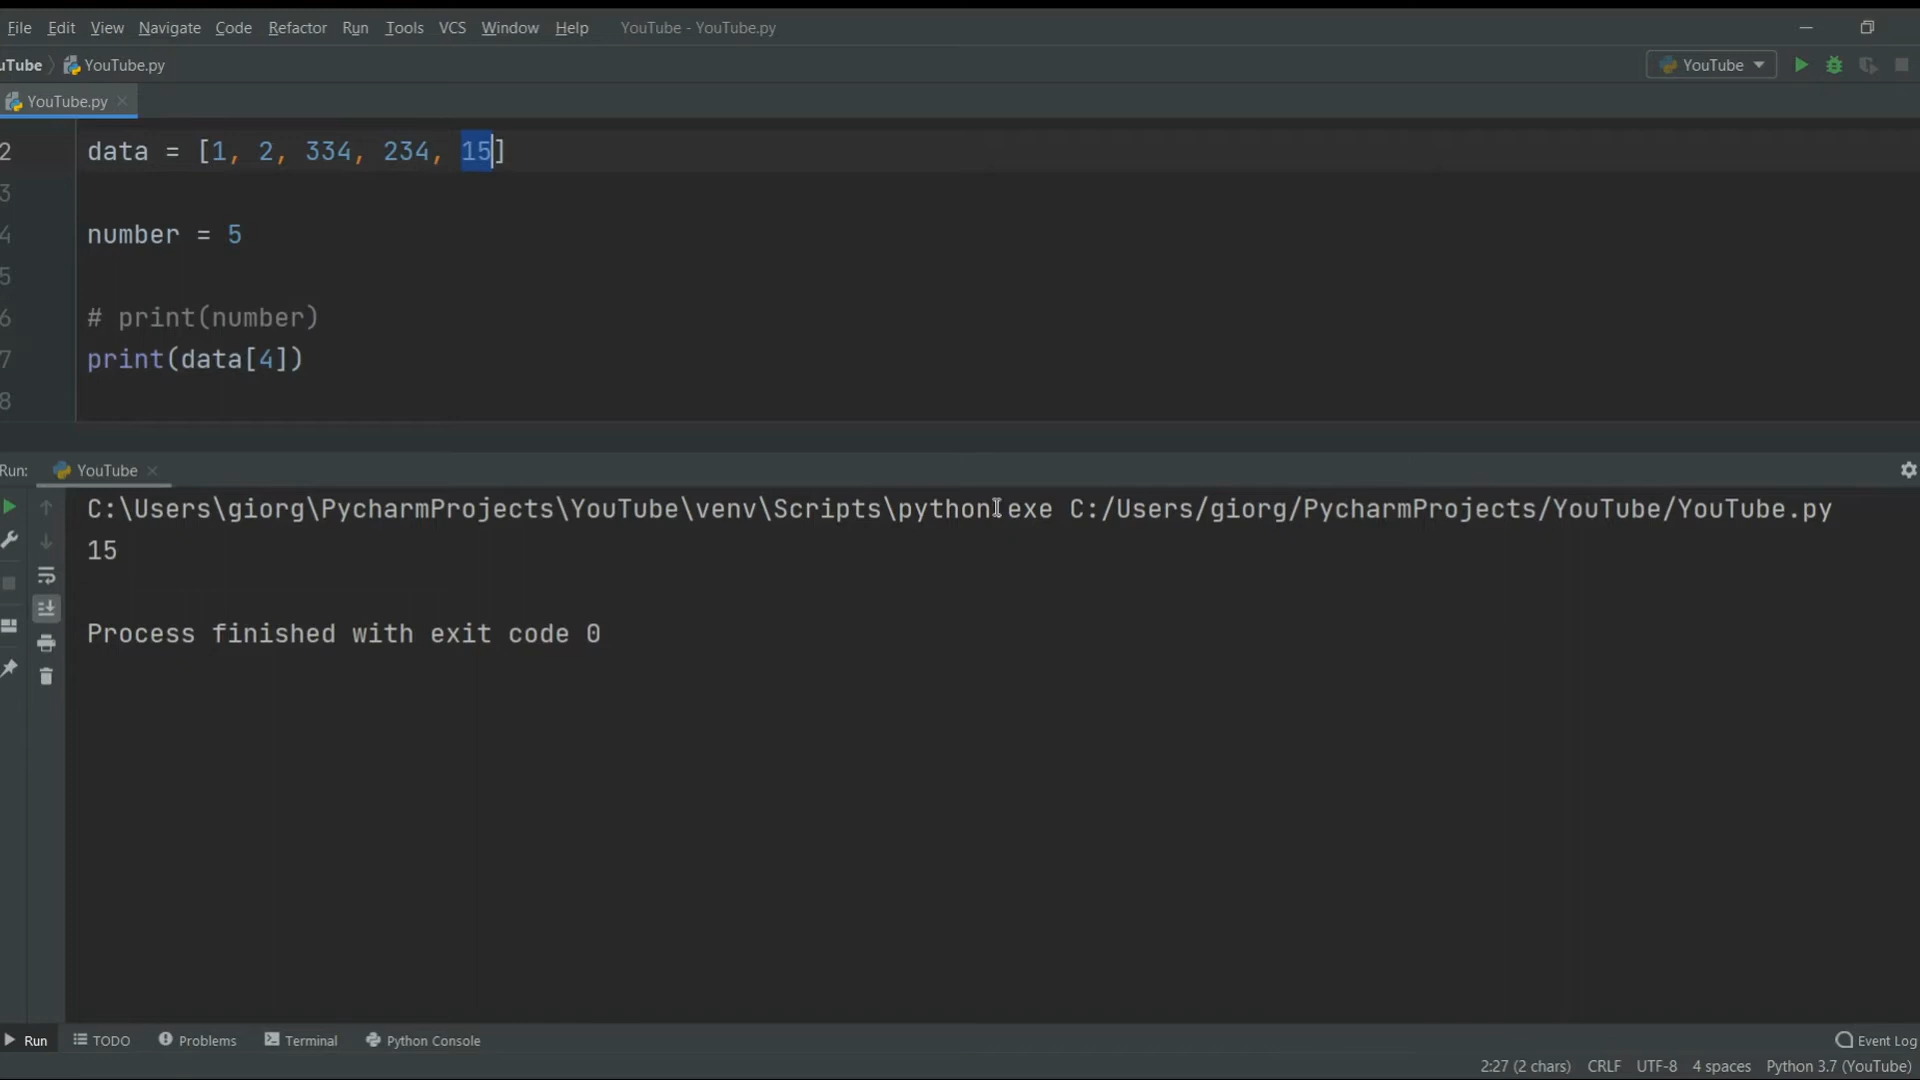 File Edit View Navigate Code Refactor Run Tools VCS Window Help YouTube - YouTube.py
uTube YouTube.py YouTube
YouTube.py
2 data = [1, 2, 334, 234, 15]
3
4 number = 5
5
6 # print(number)
7 print(data[4])
8
Run: YouTube
C:\Users\giorg\PycharmProjects\YouTube\venv\Scripts\python.exe C:/Users/giorg/PycharmProjects/YouTube/YouTube.py
15
Process finished with exit code 0
Run TODO Problems Terminal Python Console Event Log
2:27 (2 chars) CRLF UTF-8 4 spaces Python 3.7 (YouTube)